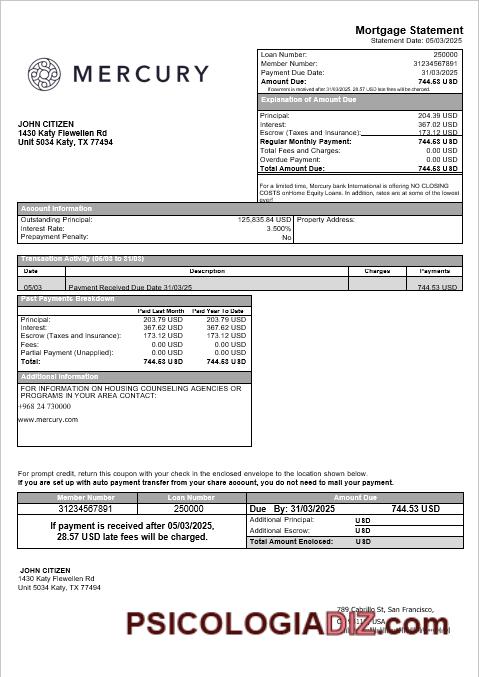 Mortgage Statement
Statement Date: 05/03/2025
MERCURY
Loan Number: 250000
Member Number: 31234567891
Payment Due Date: 31/03/2025
Amount Due: 744.53 USD
If payment is received after 31/03/2025, 28.57 USD late fees will be charged.
Explanation of Amount Due
Principal: 204.39 USD
Interest: 367.02 USD
Escrow (Taxes and Insurance): 173.12 USD
Regular Monthly Payment: 744.53 USD
Total Fees and Charges: 0.00 USD
Overdue Payment: 0.00 USD
Total Amount Due: 744.53 USD
JOHN CITIZEN
1430 Katy Flewellen Rd
Unit 5034 Katy, TX 77494
For a limited time, Mercury bank International is offering NO CLOSING
COSTS onHome Equity Loans. In addition, rates are at some of the lowest
ever!
Account Information
Outstanding Principal: 125,835.84 USD Property Address:
Interest Rate: 3.500%
Prepayment Penalty: No
Transaction Activity (05/03 to 31/03)
Date Description Charges Payments
05/03 Payment Received Due Date 31/03/25 744.53 USD
Past Payments Breakdown
Paid Last Month Paid Year To Date
Principal: 203.79 USD 203.79 USD
Interest: 367.62 USD 367.62 USD
Escrow (Taxes and Insurance): 173.12 USD 173.12 USD
Fees: 0.00 USD 0.00 USD
Partial Payment (Unapplied): 0.00 USD 0.00 USD
Total: 744.53 USD 744.53 USD
Additional Information
FOR INFORMATION ON HOUSING COUNSELING AGENCIES OR
PROGRAMS IN YOUR AREA CONTACT:
+968 24 730000
www.mercury.com
For prompt credit, return this coupon with your check in the enclosed envelope to the location shown below.
If you are set up with auto payment transfer from your share account, you do not need to mail your payment.
Member Number Loan Number Amount Due
31234567891 250000 Due By: 31/03/2025 744.53 USD
If payment is received after 05/03/2025,
28.57 USD late fees will be charged.
Additional Principal: USD
Additional Escrow: USD
Total Amount Enclosed: USD
JOHN CITIZEN
1430 Katy Flewellen Rd
Unit 5034 Katy, TX 77494
789 Cabrillo St, San Francisco,
USA
PSICOLOGIADIZ.com